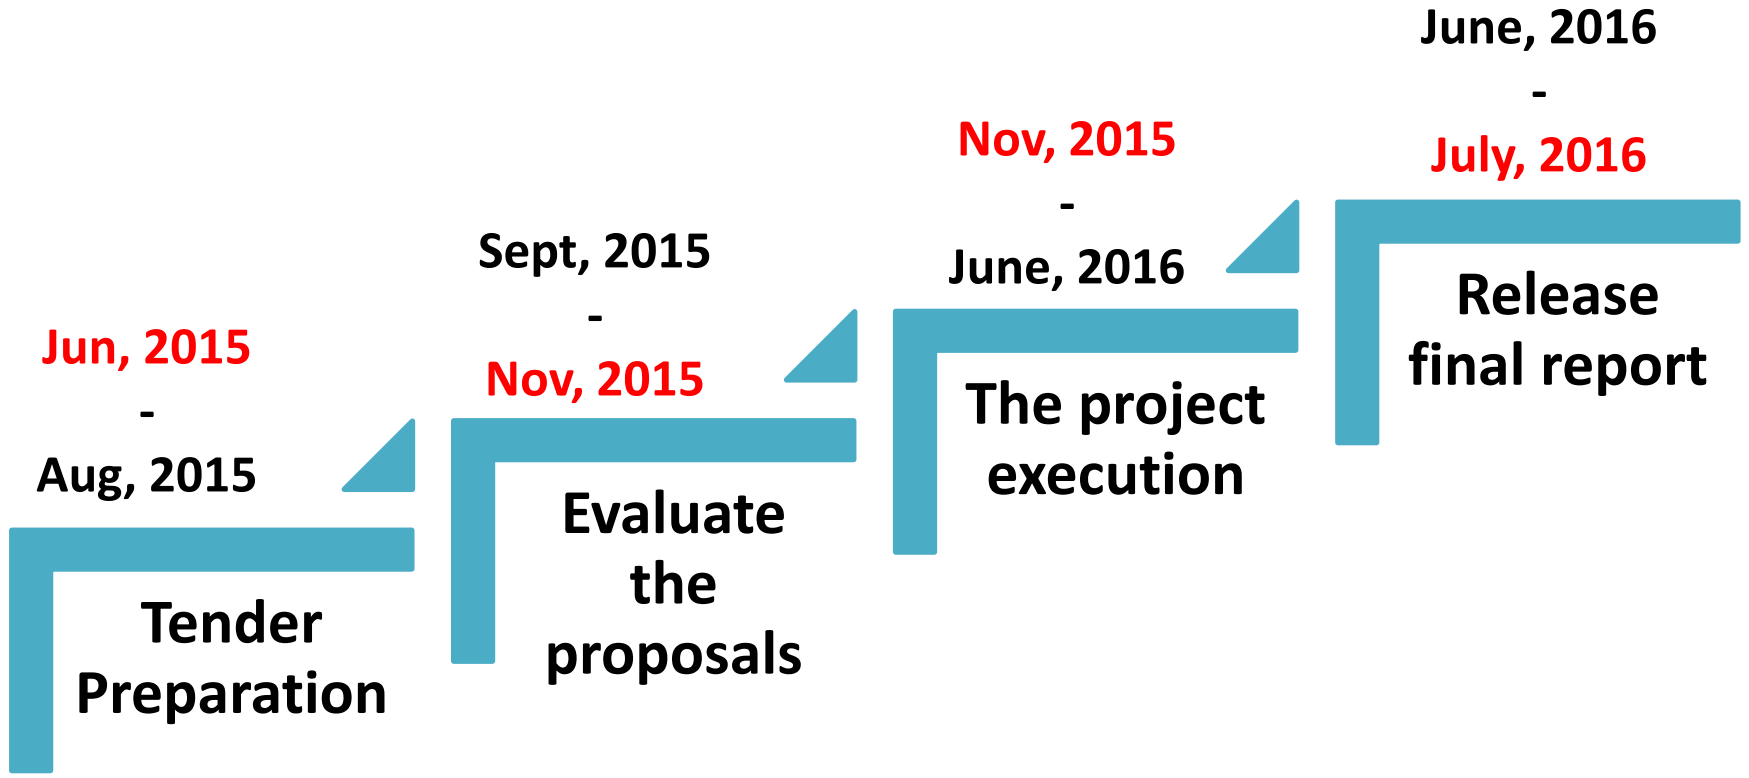 Jun, 2015
-
Aug, 2015
Tender
Preparation
Sept, 2015
-
Nov, 2015
Evaluate
the
proposals
Nov, 2015
-
June, 2016
The project
execution
June, 2016
-
July, 2016
Release
final report